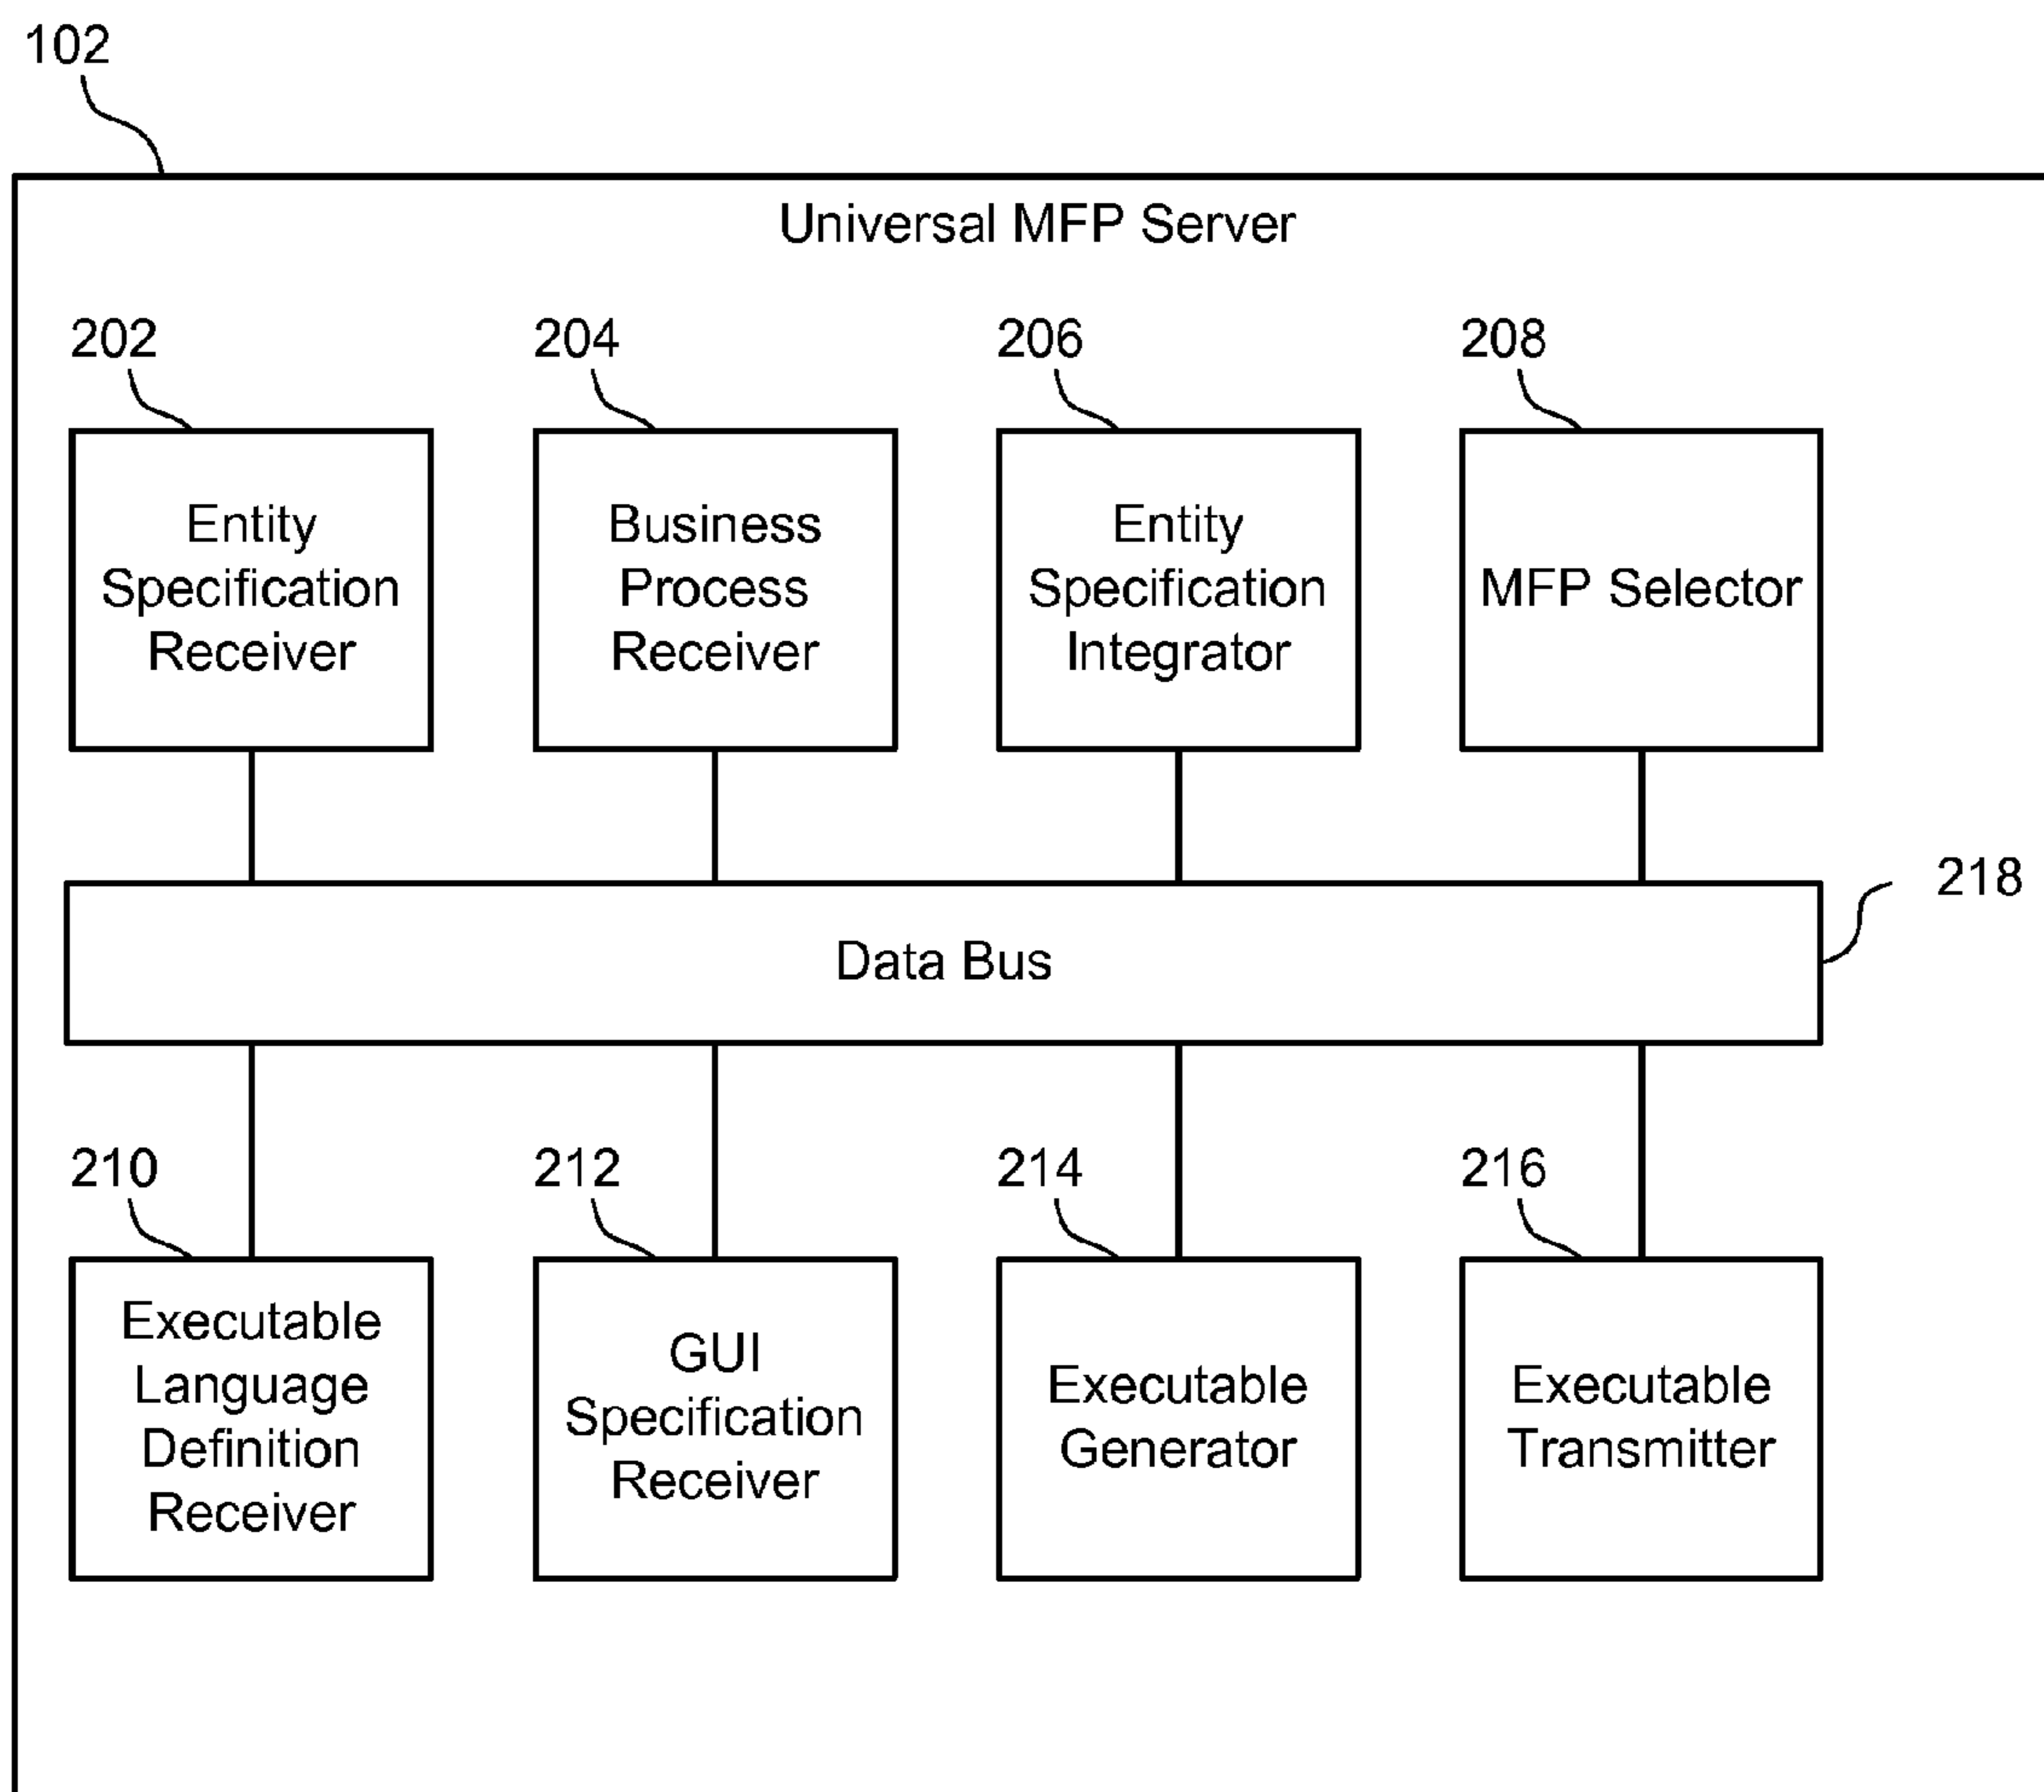 102
Universal MFP Server
202
204
206
208
Entity
Specification
Receiver
Business
Process
Receiver
Entity
Specification
Integrator
MFP Selector
218
Data Bus
210
212
214
216
Executable
Language
Definition
Receiver
GUI
Specification
Receiver
Executable
Generator
Executable
Transmitter